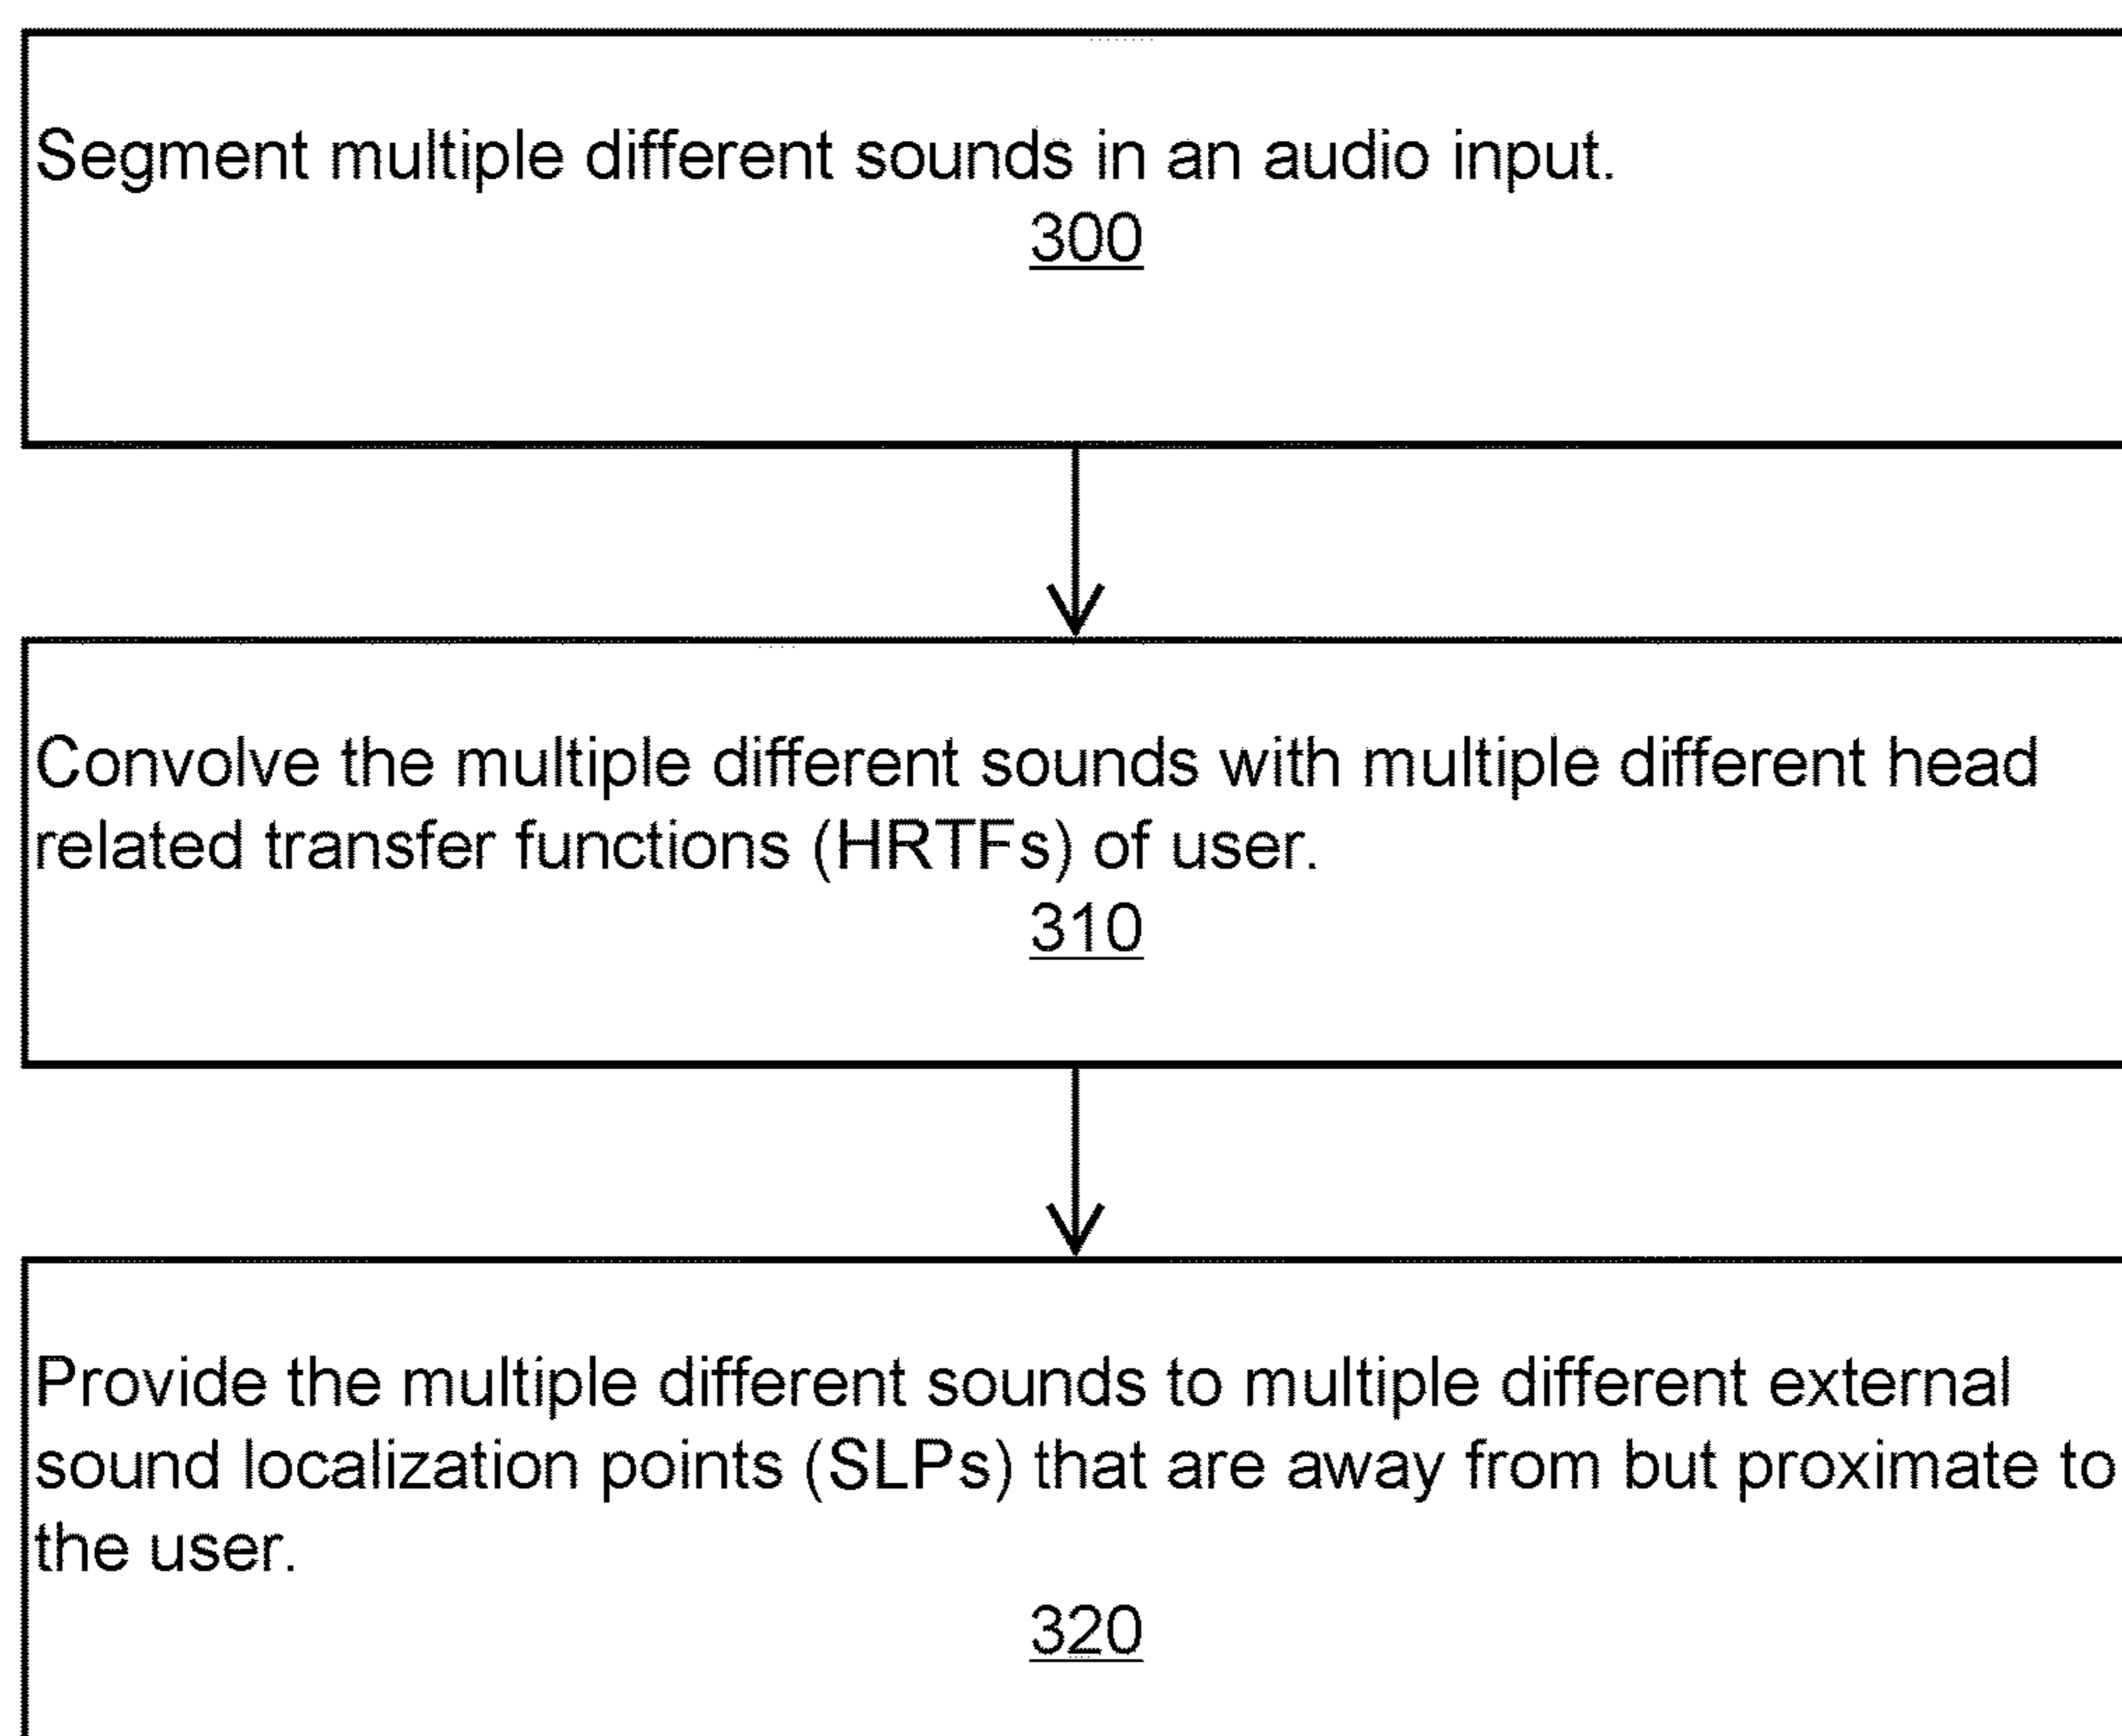 Segment multiple different sounds in an audio input.
300
Convolve the multiple different sounds with multiple different head
related transfer functions (HRTFs) of user.
310
Provide the multiple different sounds to multiple different external
sound localization points (SLPs) that are away from but proximate to
the user.
320